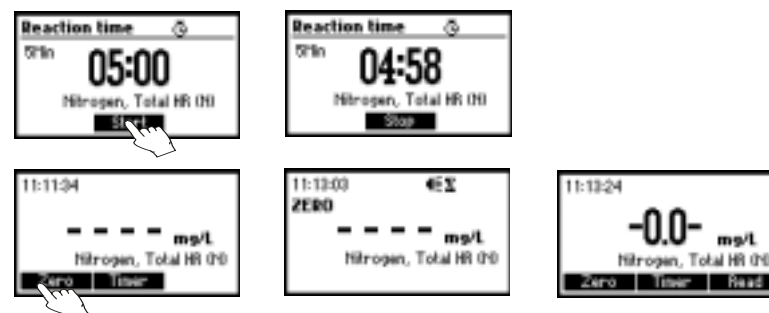 Reaction time
5Min
05:00
Nitrogen, Total HR (N)
Start
Reaction time
5Min
04:58
Nitrogen, Total HR (N)
Stop
11:11:34
- - - - mg/L
Nitrogen, Total HR (N)
Zero Timer
11:13:03
ZERO
- - - - mg/L
Nitrogen, Total HR (N)
11:13:24
-0.0- mg/L
Nitrogen, Total HR (N)
Zero Timer Read